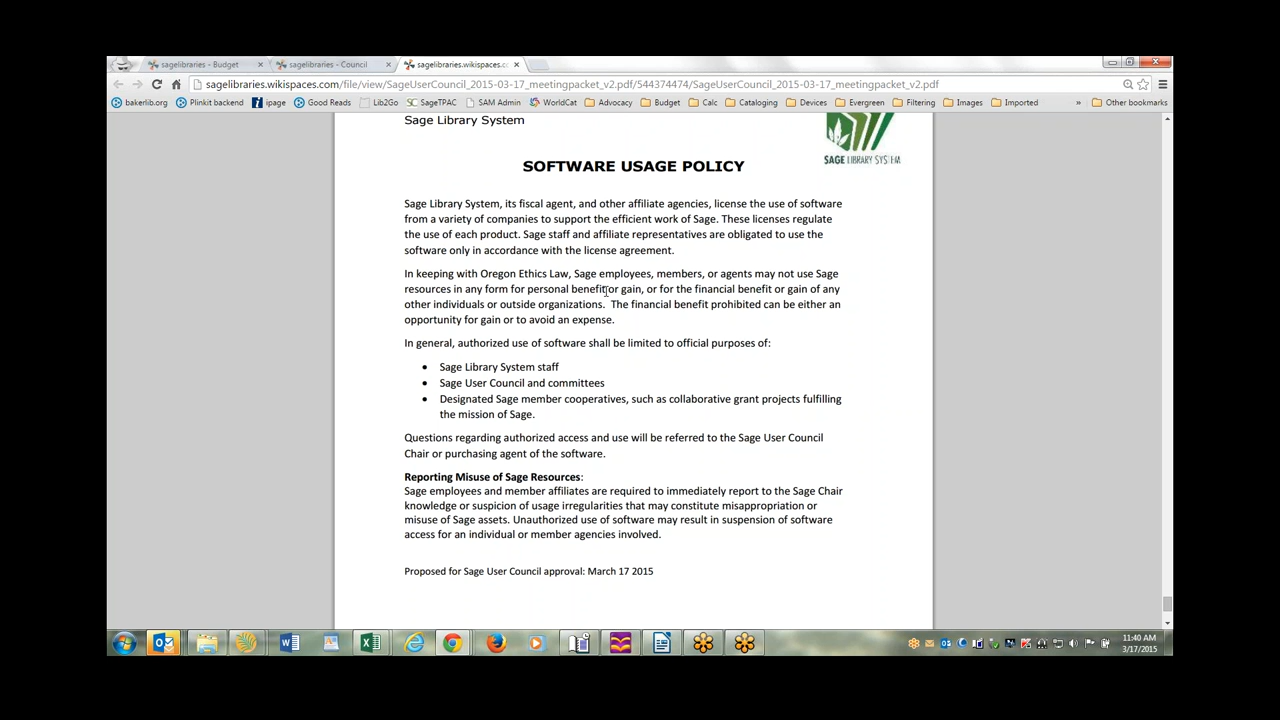 sagelibraries - Budget
sagelibraries - Council
sagelibraries.wikispaces.co
sagelibraries.wikispaces.com/file/view/SageUserCouncil_2015-03-17_meetingpacket_v2.pdf/544374474/SageUserCouncil_2015-03-17_meetingpacket_v2.pdf
bakerlib.org Plinkit backend ipage Good Reads Lib2Go SageTPAC SAM Admin WorldCat Advocacy Budget Calc Cataloging Devices Evergreen Filtering Images Imported » Other bookmarks
Sage Library System
SAGE LIBRARY SYSTEM
SOFTWARE USAGE POLICY
Sage Library System, its fiscal agent, and other affiliate agencies, license the use of software
from a variety of companies to support the efficient work of Sage. These licenses regulate
the use of each product. Sage staff and affiliate representatives are obligated to use the
software only in accordance with the license agreement.
In keeping with Oregon Ethics Law, Sage employees, members, or agents may not use Sage
resources in any form for personal benefit or gain, or for the financial benefit or gain of any
other individuals or outside organizations. The financial benefit prohibited can be either an
opportunity for gain or to avoid an expense.
In general, authorized use of software shall be limited to official purposes of:
• Sage Library System staff
• Sage User Council and committees
• Designated Sage member cooperatives, such as collaborative grant projects fulfilling
the mission of Sage.
Questions regarding authorized access and use will be referred to the Sage User Council
Chair or purchasing agent of the software.
Reporting Misuse of Sage Resources:
Sage employees and member affiliates are required to immediately report to the Sage Chair
knowledge or suspicion of usage irregularities that may constitute misappropriation or
misuse of Sage assets. Unauthorized use of software may result in suspension of software
access for an individual or member agencies involved.
Proposed for Sage User Council approval: March 17 2015
11:40 AM
3/17/2015